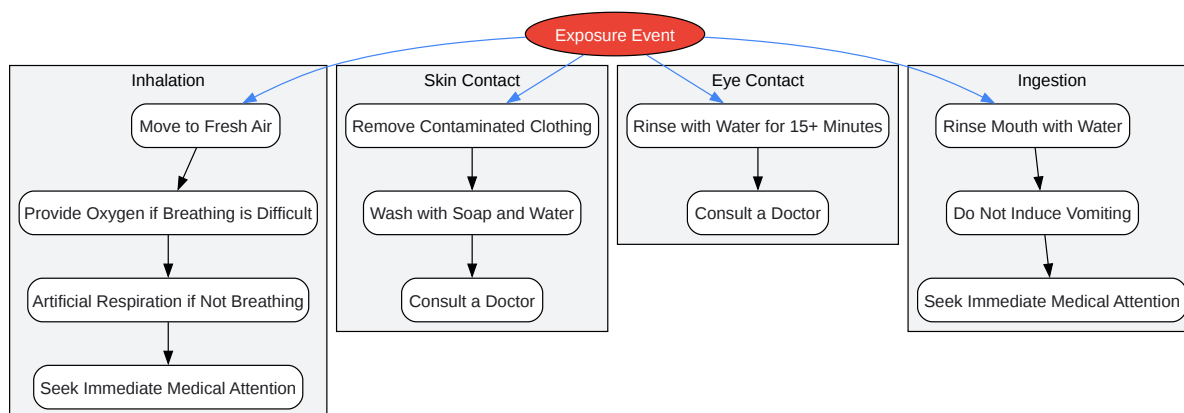 Exposure Event
Inhalation
Move to Fresh Air
Provide Oxygen if Breathing is Difficult
Artificial Respiration if Not Breathing
Seek Immediate Medical Attention
Skin Contact
Remove Contaminated Clothing
Wash with Soap and Water
Consult a Doctor
Eye Contact
Rinse with Water for 15+ Minutes
Consult a Doctor
Ingestion
Rinse Mouth with Water
Do Not Induce Vomiting
Seek Immediate Medical Attention